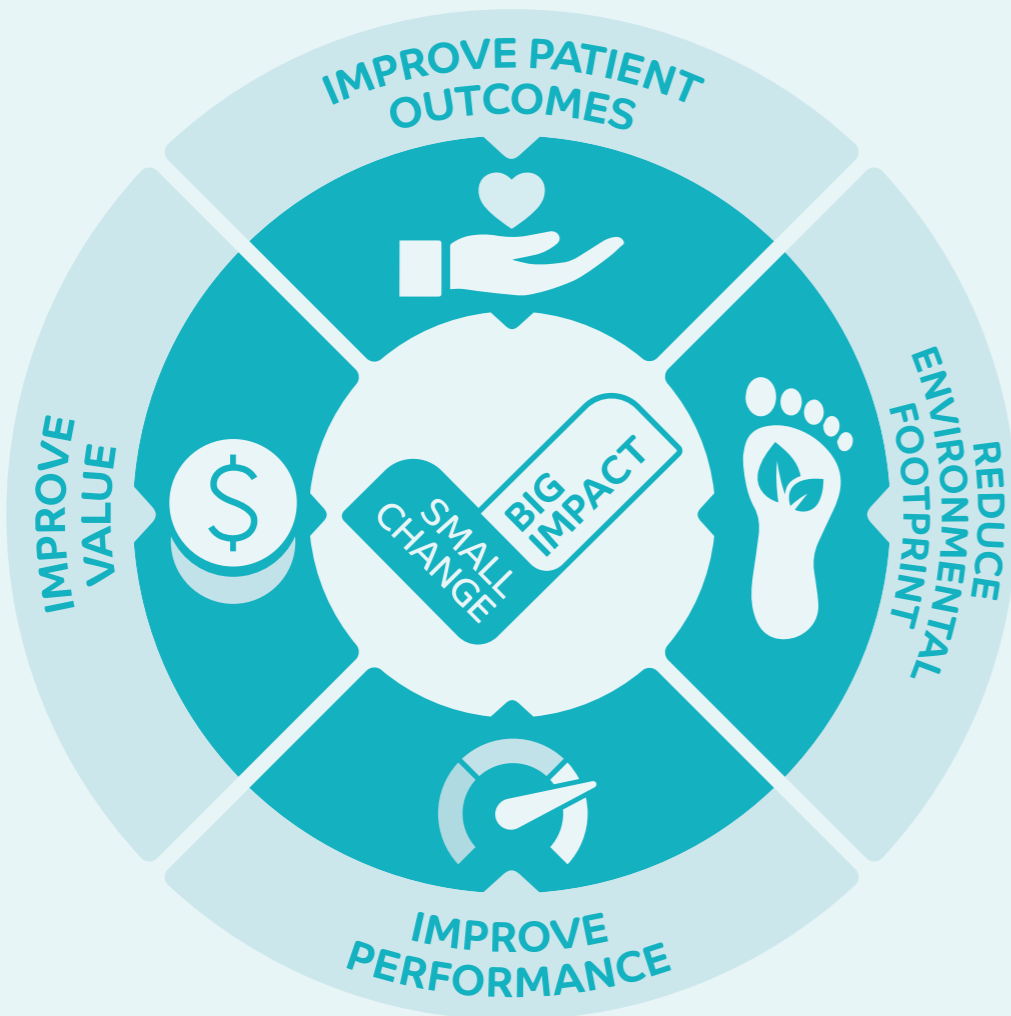 IMPROVE PATIENT
OUTCOMES
IMPROVE
VALUE
$
SMALL
CHANGE
BIG
IMPACT
REDUCE
ENVIRONMENTAL
FOOTPRINT
IMPROVE
PERFORMANCE